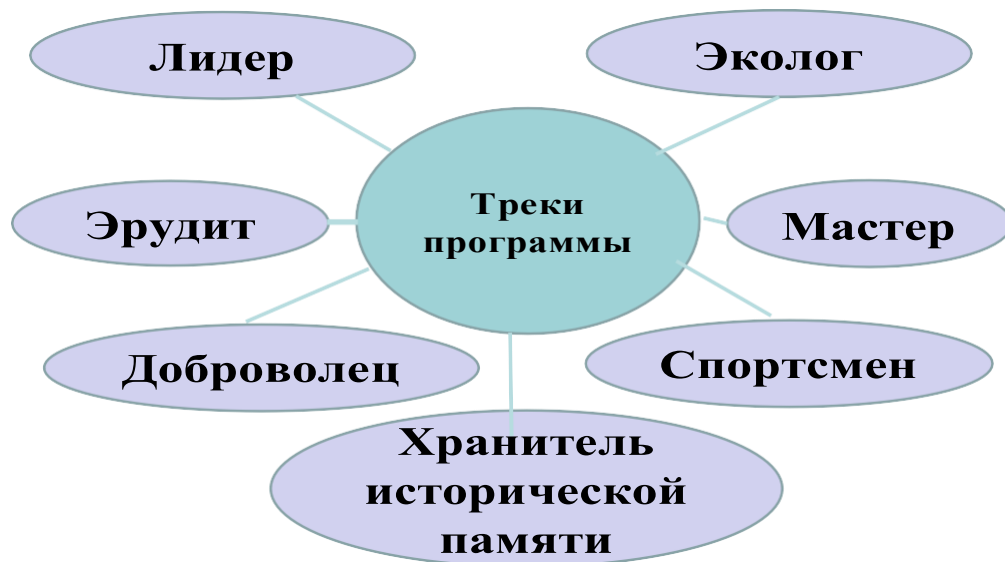 Лидер
Эколог
Треки
программы
Эрудит
Мастер
Доброволец
Спортсмен
Хранитель
исторической
памяти